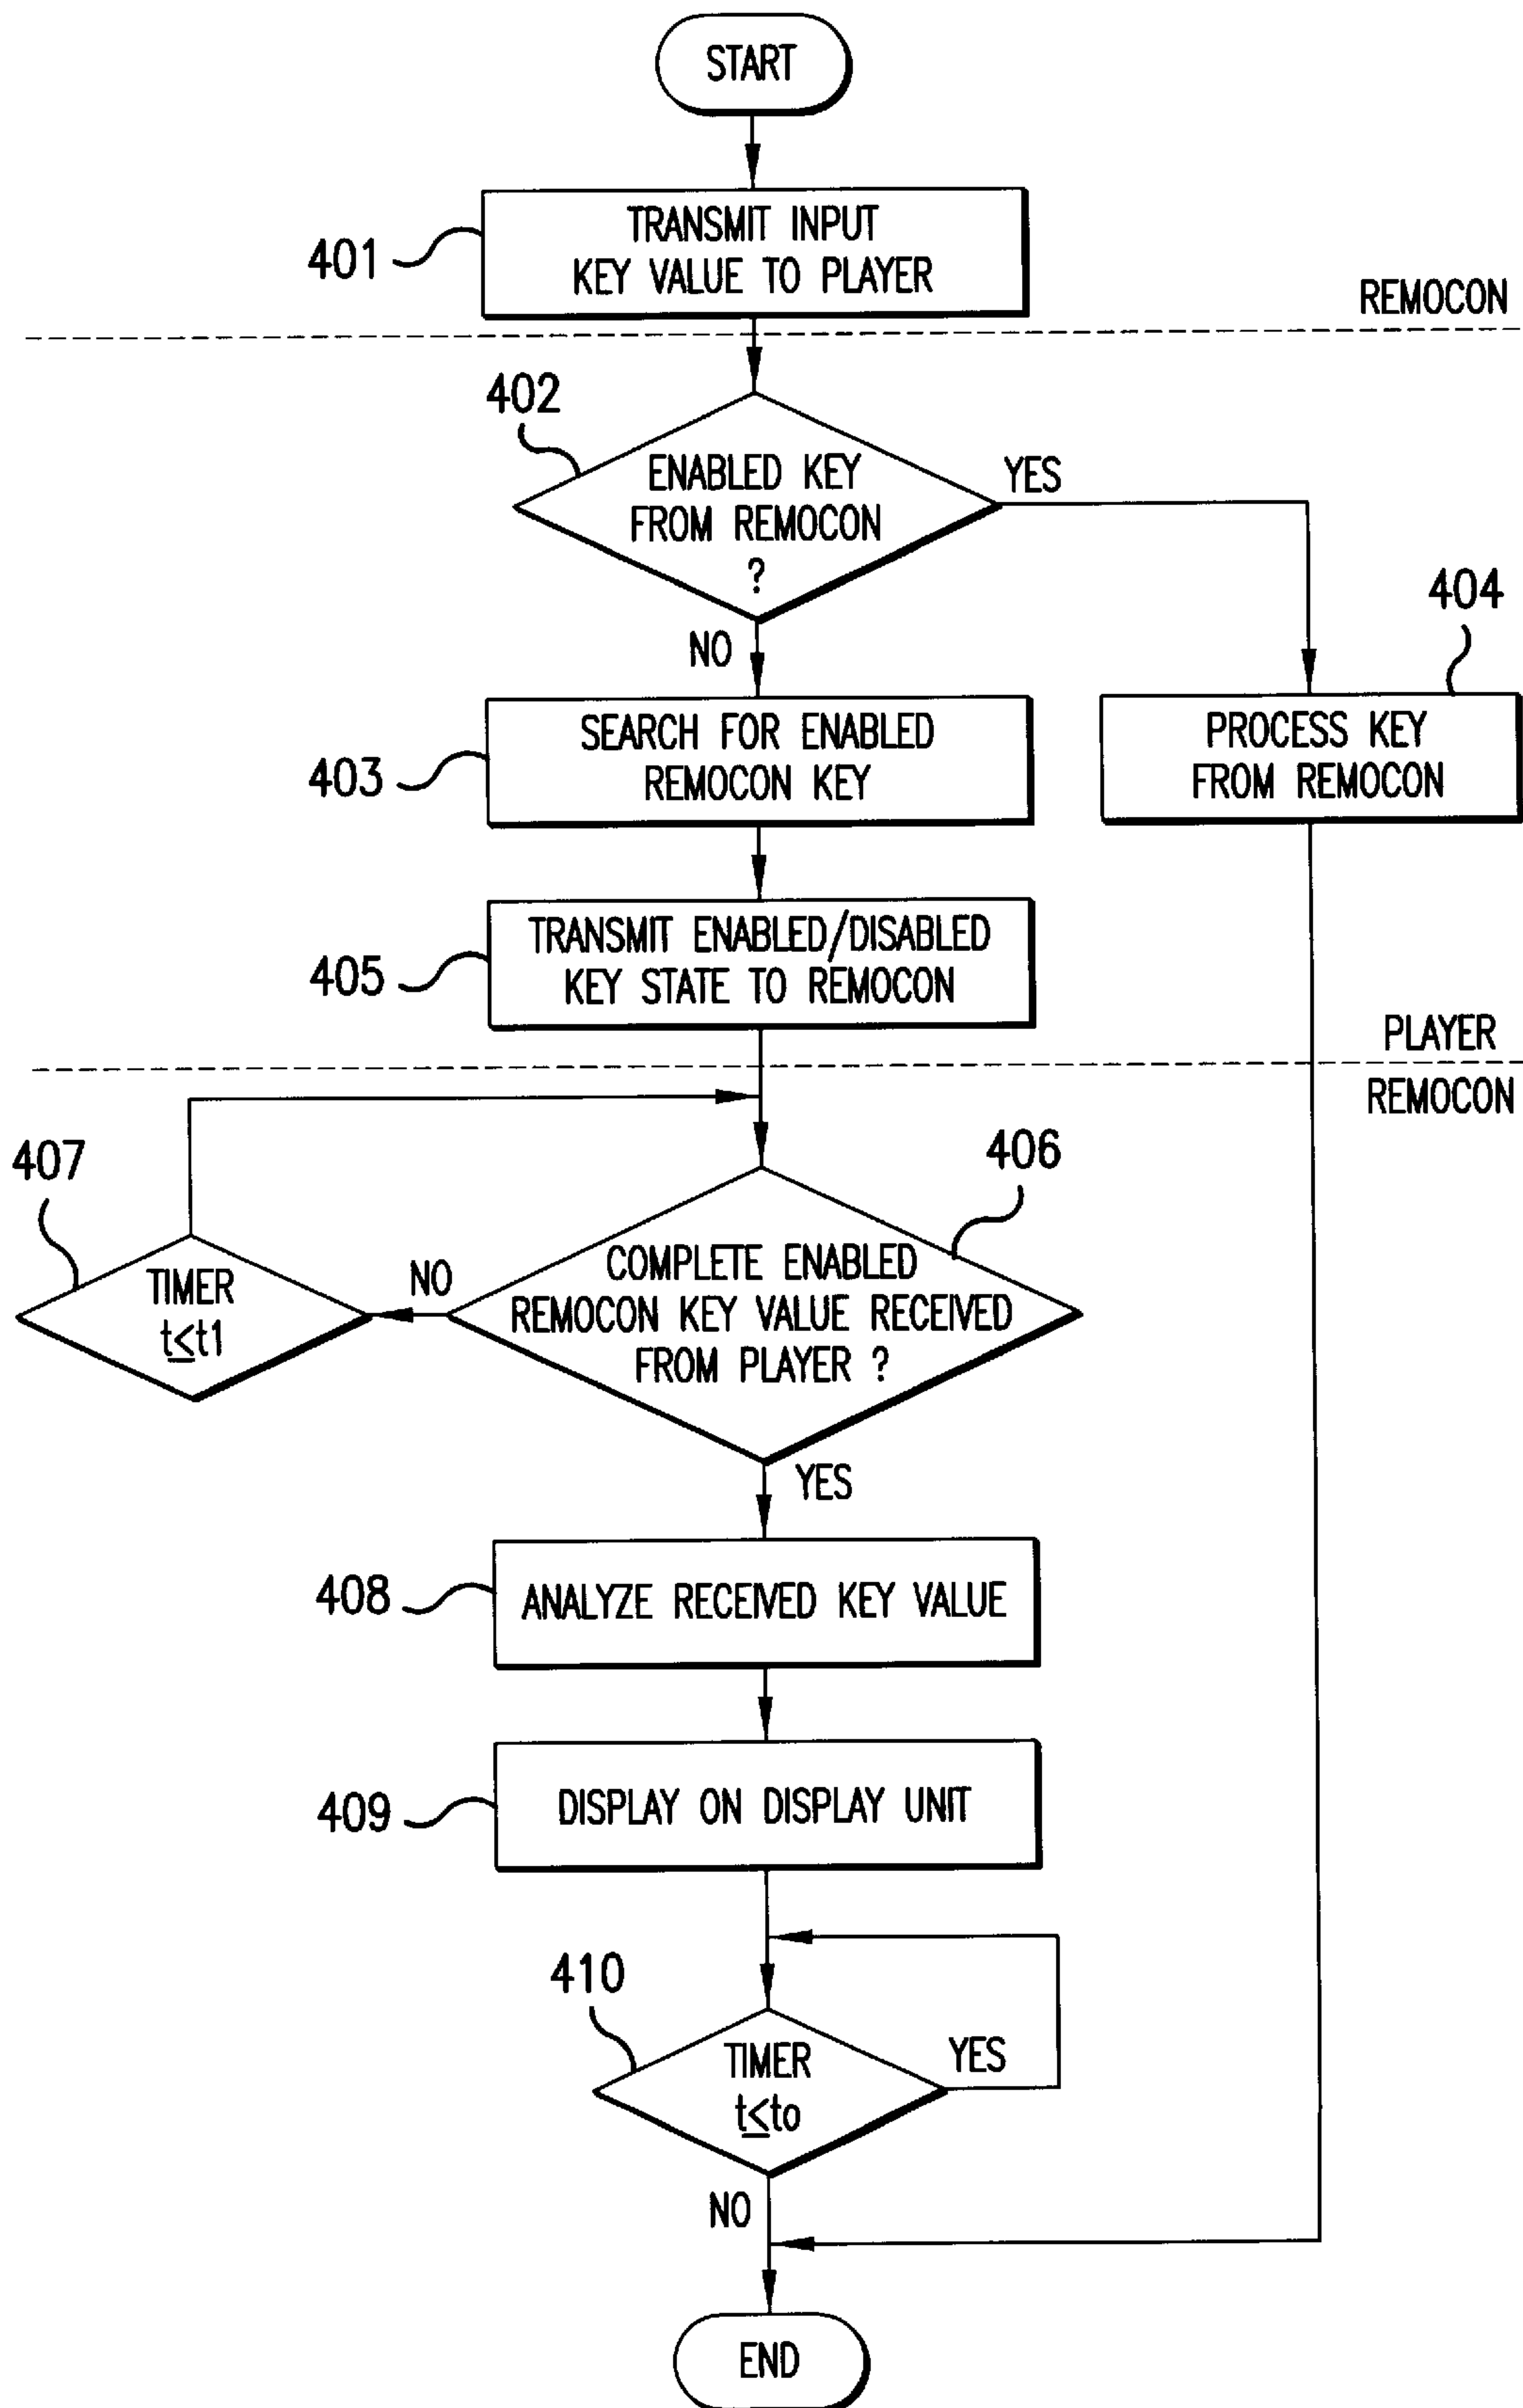 START
TRANSMIT INPUT
KEY VALUE TO PLAYER
401
REMOCON
402
ENABLED KEY
FROM REMOCON
?
YES
NO
404
SEARCH FOR ENABLED
REMOCON KEY
403
PROCESS KEY
FROM REMOCON
TRANSMIT ENABLED/DISABLED
KEY STATE TO REMOCON
405
PLAYER
REMOCON
407
406
TIMER
t≤t1
NO
COMPLETE ENABLED
REMOCON KEY VALUE RECEIVED
FROM PLAYER ?
YES
408
ANALYZE RECEIVED KEY VALUE
409
DISPLAY ON DISPLAY UNIT
410
TIMER
t≤to
YES
NO
END